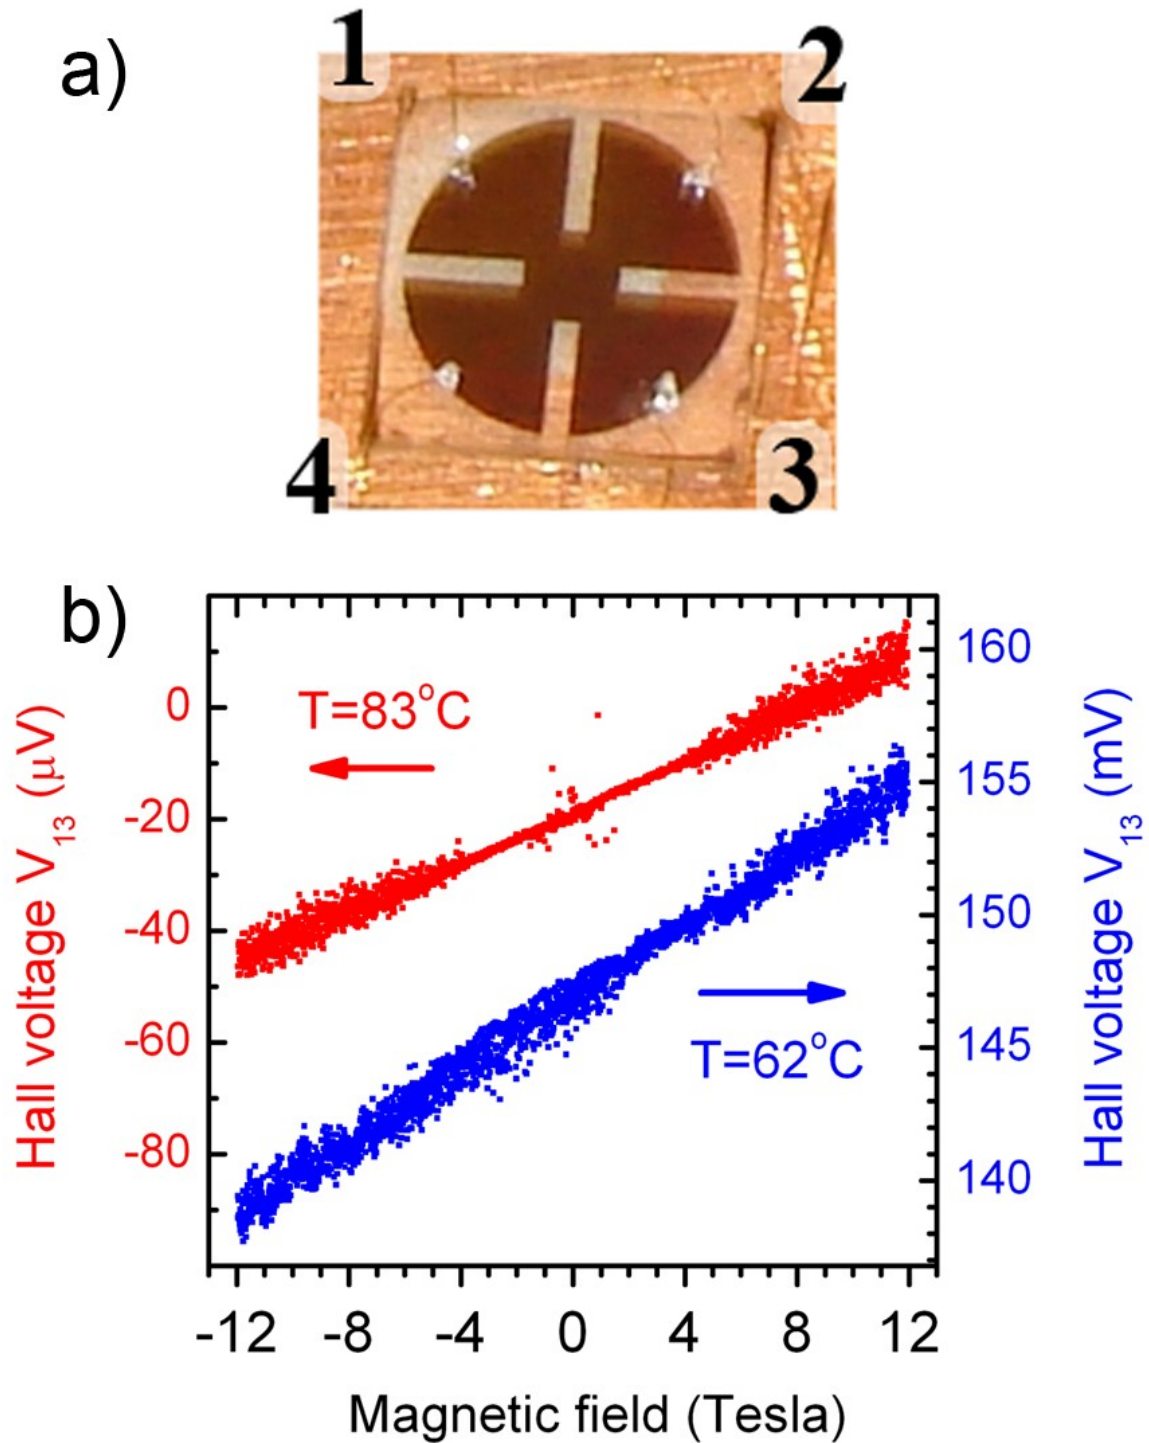 a)
1
2
4
3
b)
Hall voltage V13 (μV)
0
-20
-40
-60
-80
T=83°C
T=62°C
160
155
150
145
140
Hall voltage V13 (mV)
-12 -8 -4 0 4 8 12
Magnetic field (Tesla)